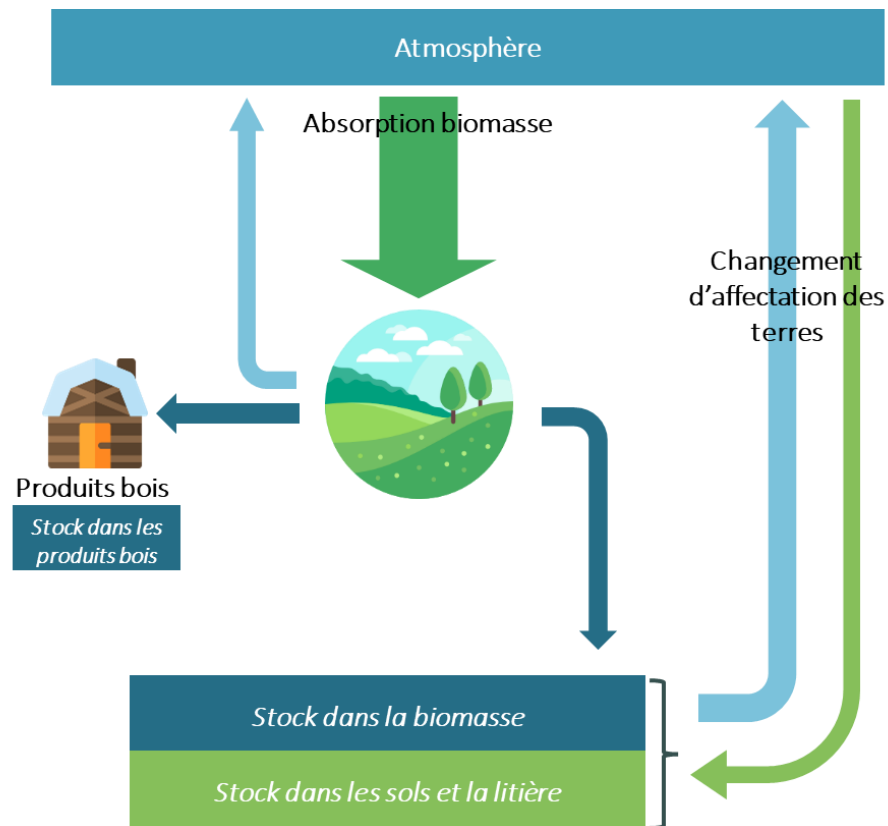 Atmosphère
Absorption biomasse
Changement
d’affectation des
terres
Produits bois
Stock dans les
produits bois
Stock dans la biomasse
Stock dans les sols et la litière